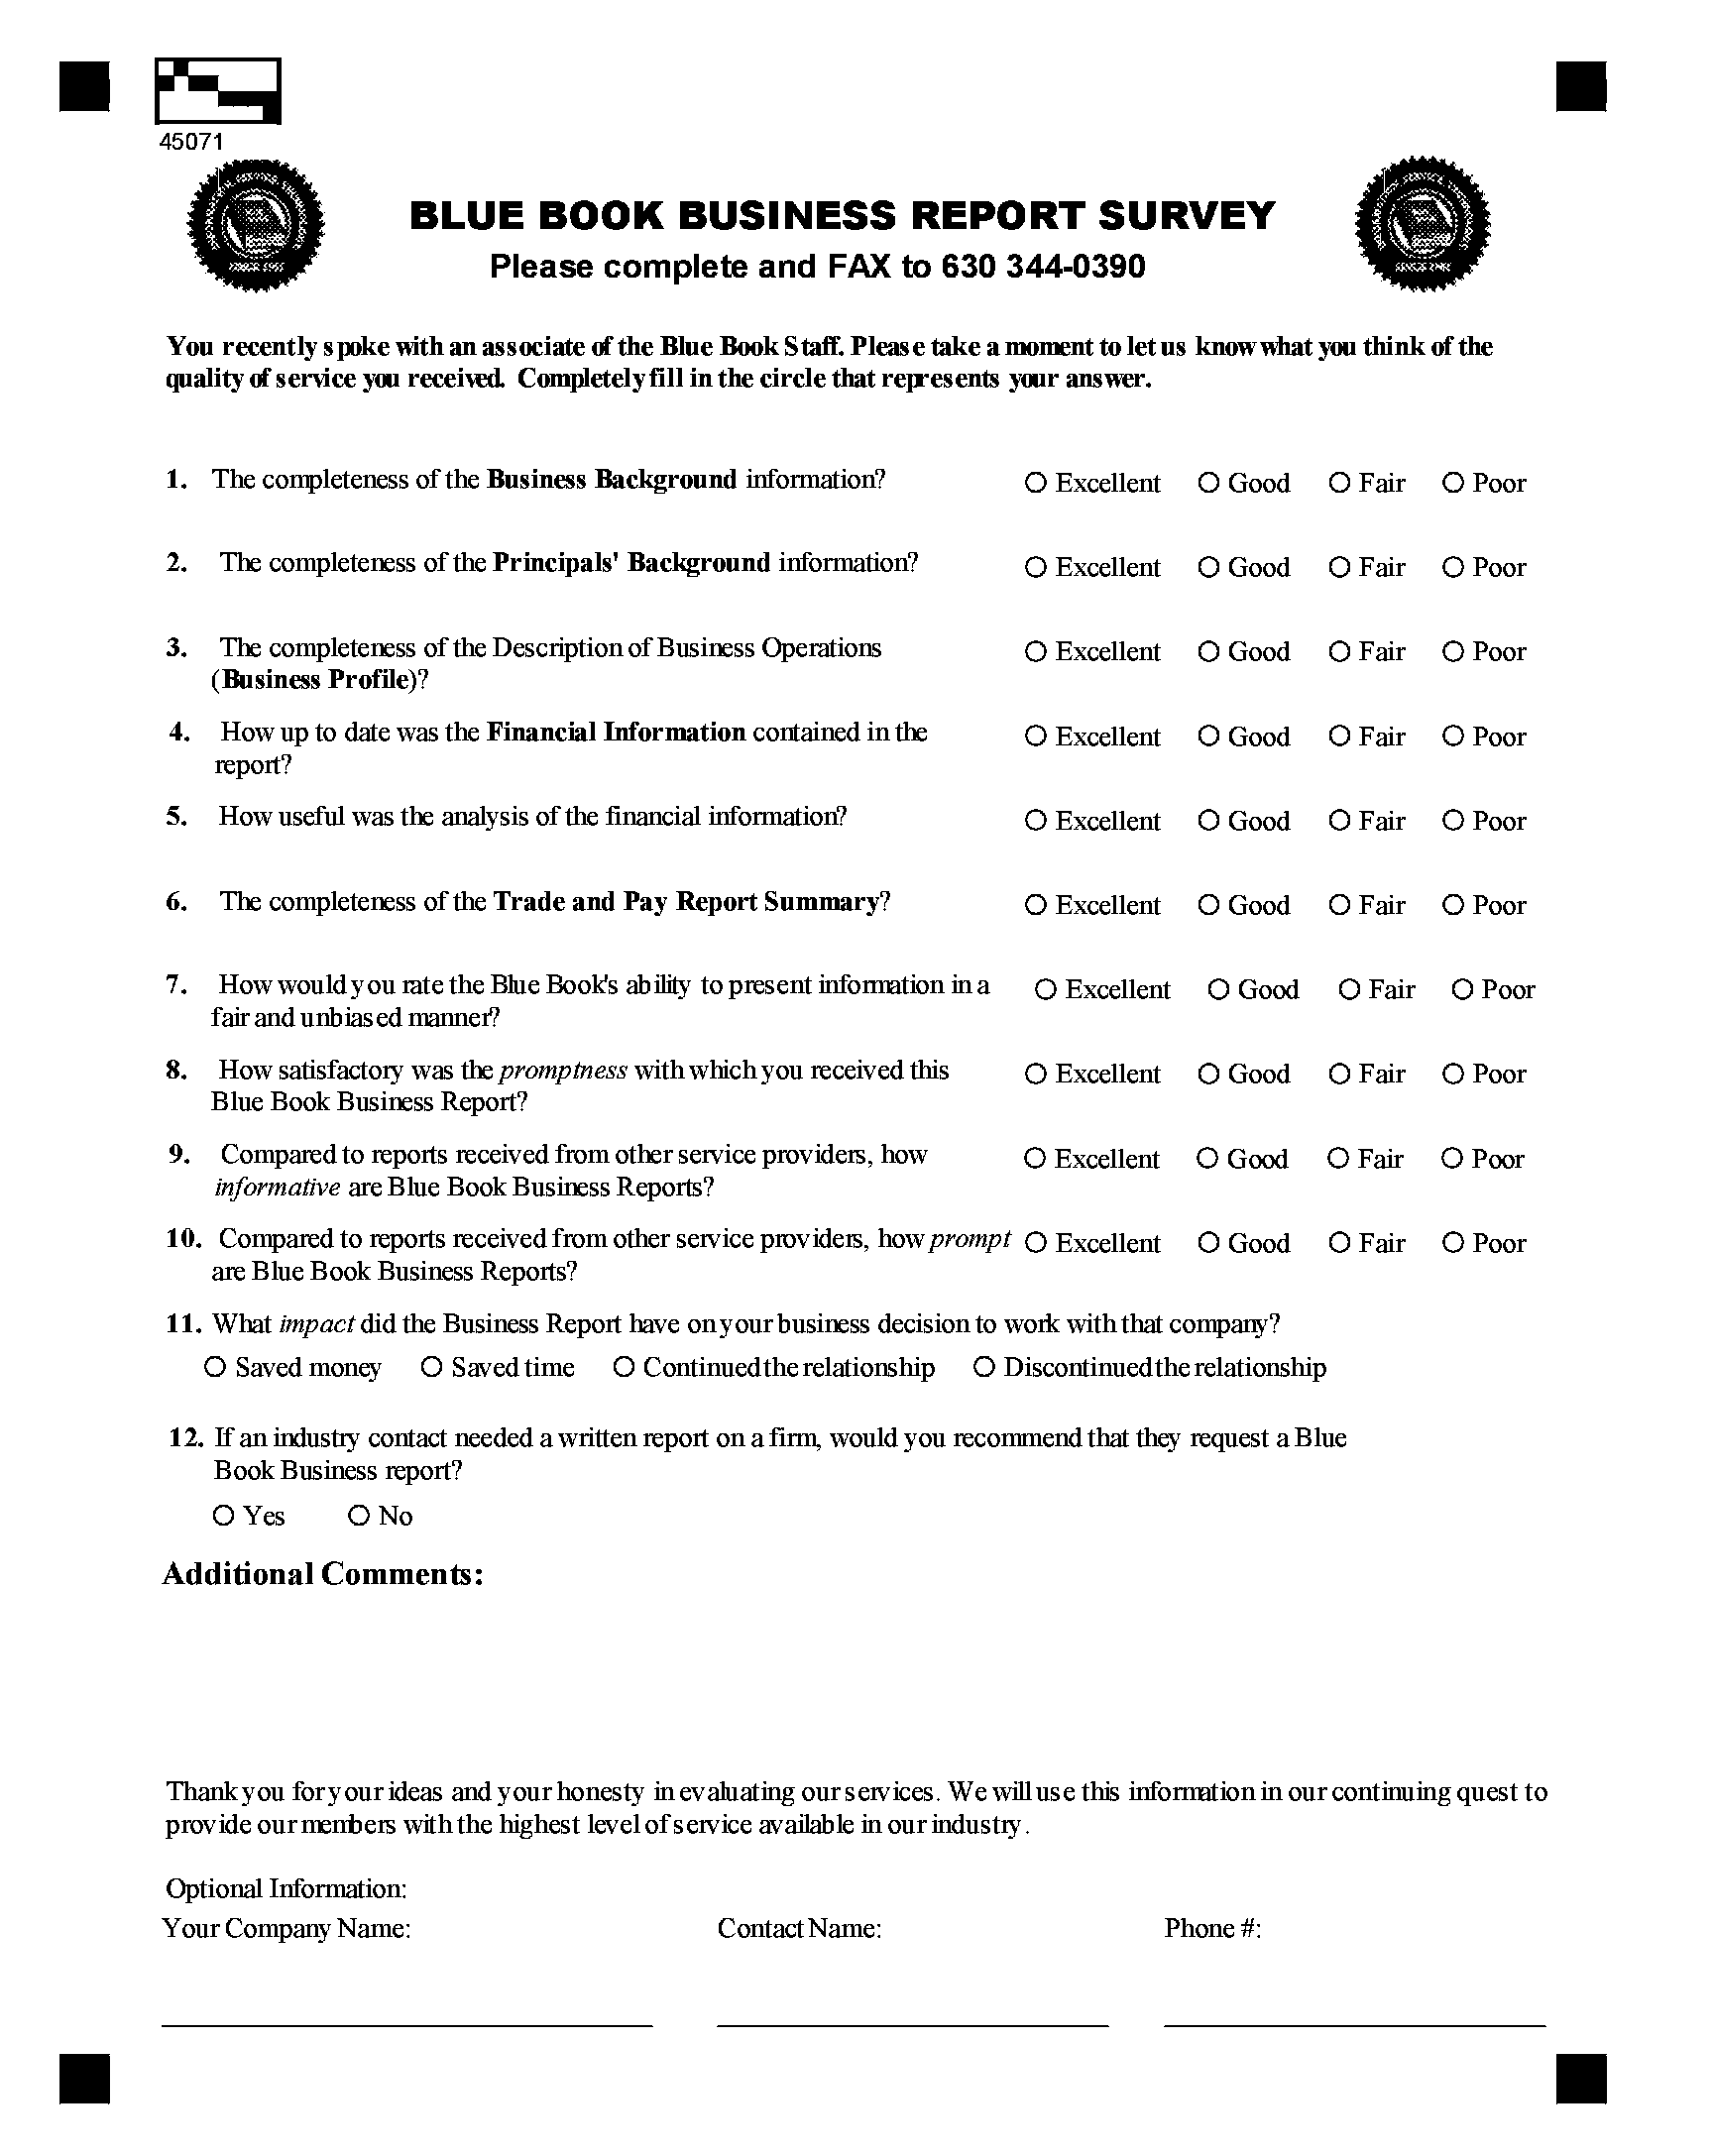 45071
BLUE BOOK BUSINESS REPORT SURVEY
Please complete and FAX to 630 344-0390
You recently spoke with an associate of the Blue Book Staff. Please take a moment to let us know what you think of the
quality of service you received. Completely fill in the circle that represents your answer.
1. The completeness of the Business Background information? Excellent Good Fair Poor
2. The completeness of the Principals' Background information? Excellent Good Fair Poor
3. The completeness of the Description of Business Operations Excellent Good Fair Poor
(Business Profile)?
4. How up to date was the Financial Information contained in the Excellent Good Fair Poor
report?
5. How useful was the analysis of the financial information? Excellent Good Fair Poor
6. The completeness of the Trade and Pay Report Summary? Excellent Good Fair Poor
7. How would you rate the Blue Book's ability to present information in a Excellent Good Fair Poor
fair and unbiased manner?
8. How satisfactory was the promptness with which you received this Excellent Good Fair Poor
Blue Book Business Report?
9. Compared to reports received from other service providers, how Excellent Good Fair Poor
informative are Blue Book Business Reports?
10. Compared to reports received from other service providers, how prompt Excellent Good Fair Poor
are Blue Book Business Reports?
11. What impact did the Business Report have on your business decision to work with that company?
Saved money Saved time Continued the relationship Discontinued the relationship
12. If an industry contact needed a written report on a firm, would you recommend that they request a Blue
Book Business report?
Yes No
Additional Comments:
Thank you for your ideas and your honesty in evaluating our services. We will use this information in our continuing quest to
provide our members with the highest level of service available in our industry.
Optional Information:
Your Company Name: Contact Name: Phone #: